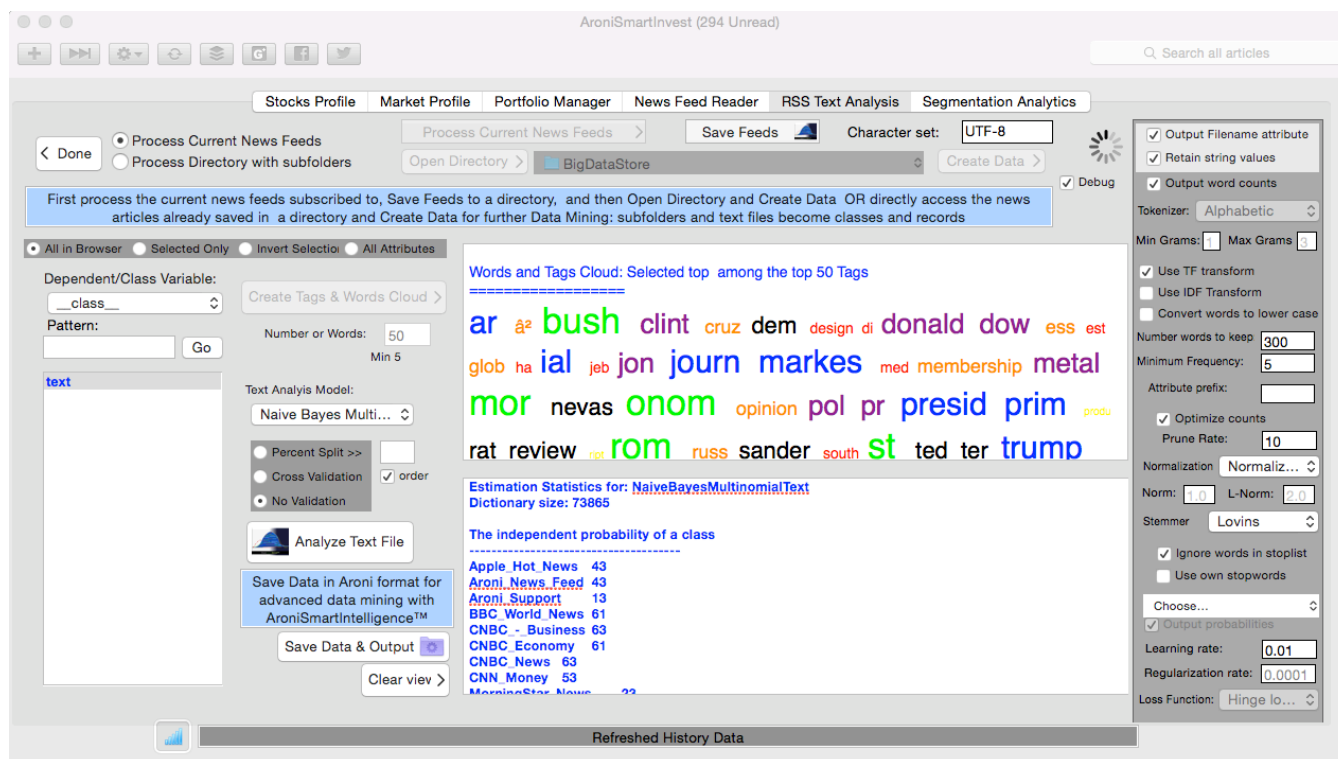 AroniSmartInvest (294 Unread)
Search all articles
Stocks Profile Market Profile Portfolio Manager News Feed Reader RSS Text Analysis Segmentation Analytics
< Done
Process Current News Feeds
Process Directory with subfolders
Process Current News Feeds >
Save Feeds
Character set: UTF-8
Open Directory >
BigDataStore
Create Data >
Debug
First process the current news feeds subscribed to, Save Feeds to a directory, and then Open Directory and Create Data OR directly access the news
articles already saved in a directory and Create Data for further Data Mining: subfolders and text files become classes and records
All in Browser Selected Only Invert Selectio All Attributes
Dependent/Class Variable:
__class__
Pattern:
Go
text
Create Tags & Words Cloud >
Number or Words: 50
Min 5
Text Analyis Model:
Naive Bayes Multi...
Percent Split >>
Cross Validation order
No Validation
Analyze Text File
Save Data in Aroni format for
advanced data mining with
AroniSmartIntelligence™
Save Data & Output
Clear viev >
Words and Tags Cloud: Selected top among the top 50 Tags
==================
ar â² bush clint cruz dem design di donald dow ess est
glob ha ial jeb jon journ markes med membership metal
mor nevas onom opinion pol pr presid prim produ
rat review rom russ sander south st ted ter trump
Estimation Statistics for: NaiveBayesMultinomialText
Dictionary size: 73865
The independent probability of a class
--------------------------------------
Apple_Hot_News 43
Aroni_News_Feed 43
Aroni_Support 13
BBC_World_News 61
CNBC_-_Business 63
CNBC_Economy 61
CNBC_News 63
CNN_Money 53
MorningStar_News 23
Output Filename attribute
Retain string values
Output word counts
Tokenizer: Alphabetic
Min Grams: 1 Max Grams 3
Use TF transform
Use IDF Transform
Convert words to lower case
Number words to keep 300
Minimum Frequency: 5
Attribute prefix:
Optimize counts
Prune Rate: 10
Normalization Normaliz...
Norm: 1.0 L-Norm: 2.0
Stemmer Lovins
Ignore words in stoplist
Use own stopwords
Choose...
Output probabilities
Learning rate: 0.01
Regularization rate: 0.0001
Loss Function: Hinge lo...
Refreshed History Data